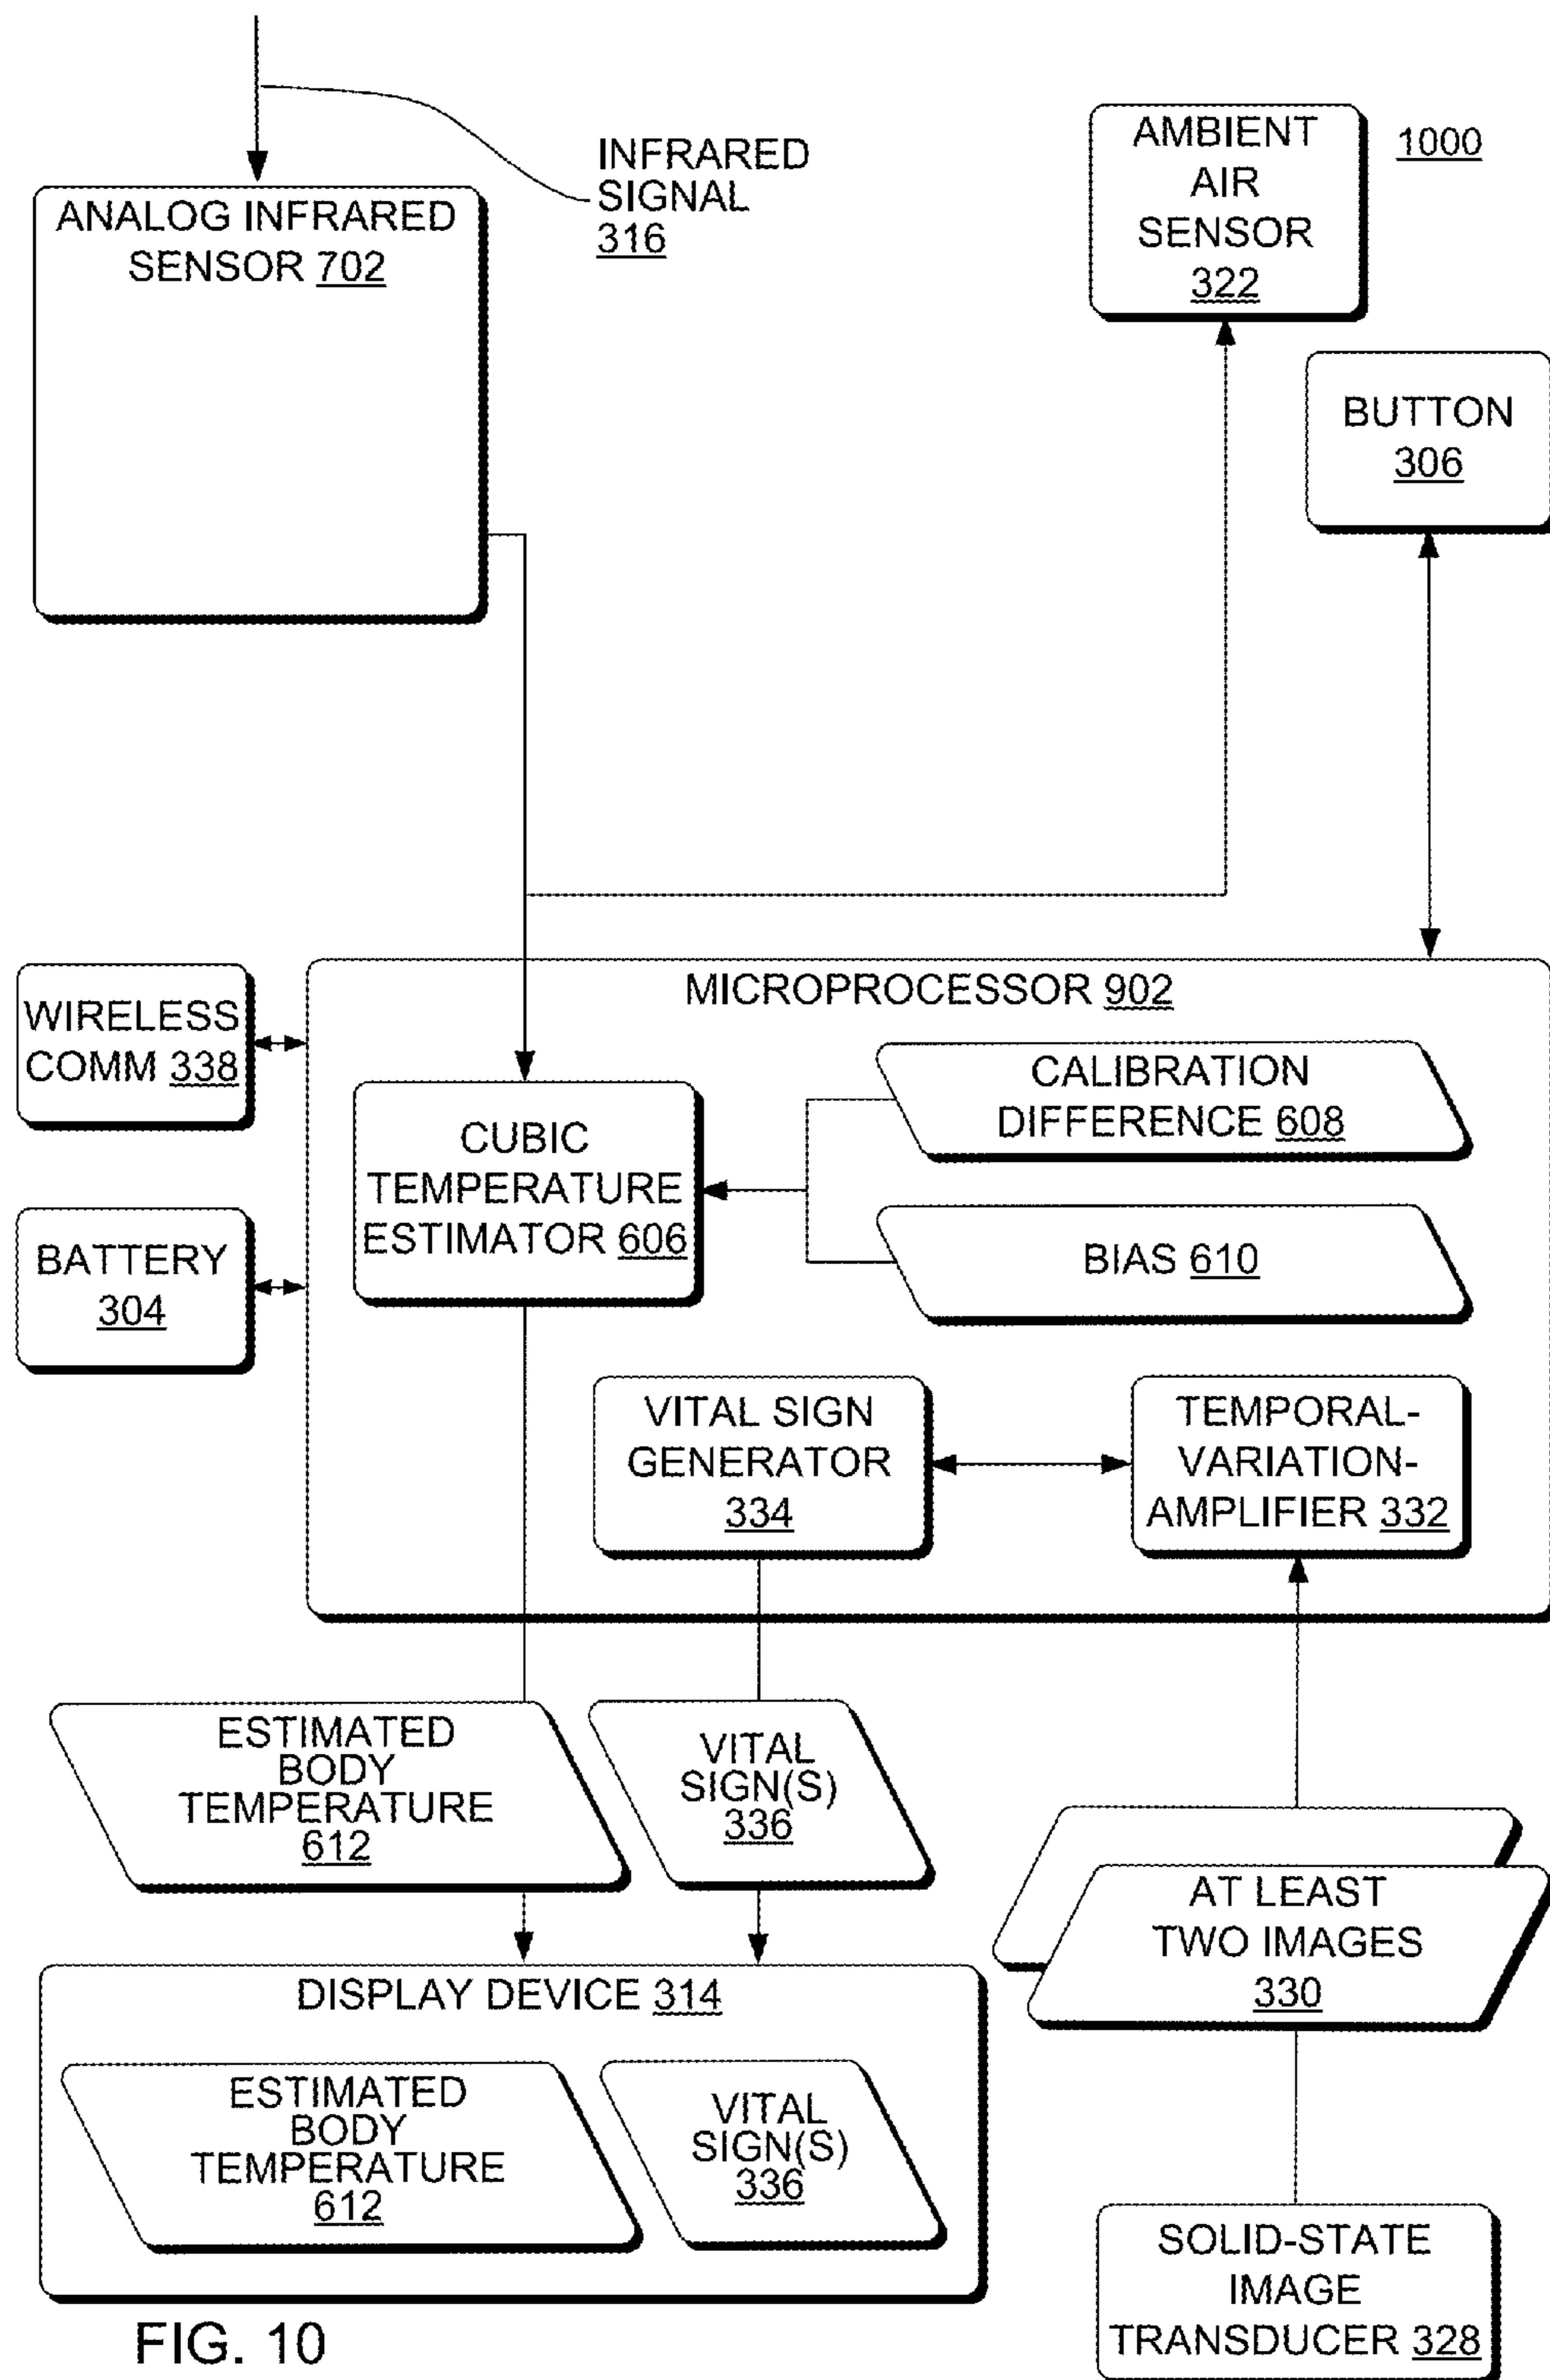 INFRARED
SIGNAL
316
ANALOG INFRARED
SENSOR 702
AMBIENT
AIR
SENSOR
322
1000
BUTTON
306
MICROPROCESSOR 902
WIRELESS
COMM 338
BATTERY
304
CUBIC
TEMPERATURE
ESTIMATOR 606
CALIBRATION
DIFFERENCE 608
BIAS 610
VITAL SIGN
GENERATOR
334
TEMPORAL-
VARIATION-
AMPLIFIER 332
ESTIMATED
BODY
TEMPERATURE
612
VITAL
SIGN(S)
336
AT LEAST
TWO IMAGES
330
DISPLAY DEVICE 314
ESTIMATED
BODY
TEMPERATURE
612
VITAL
SIGN(S)
336
SOLID-STATE
IMAGE
TRANSDUCER 328
FIG. 10